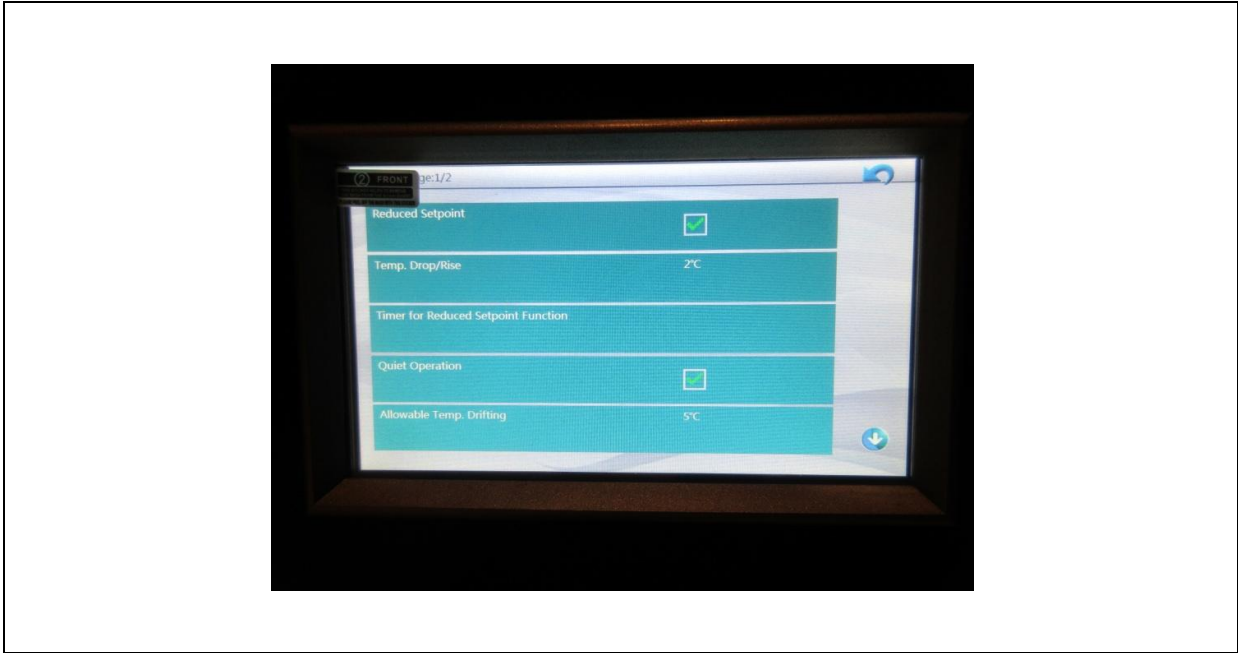 ② FRONT
ge:1/2
Reduced Setpoint
Temp. Drop/Rise 2°C
Timer for Reduced Setpoint Function
Quiet Operation
Allowable Temp. Drifting 5°C